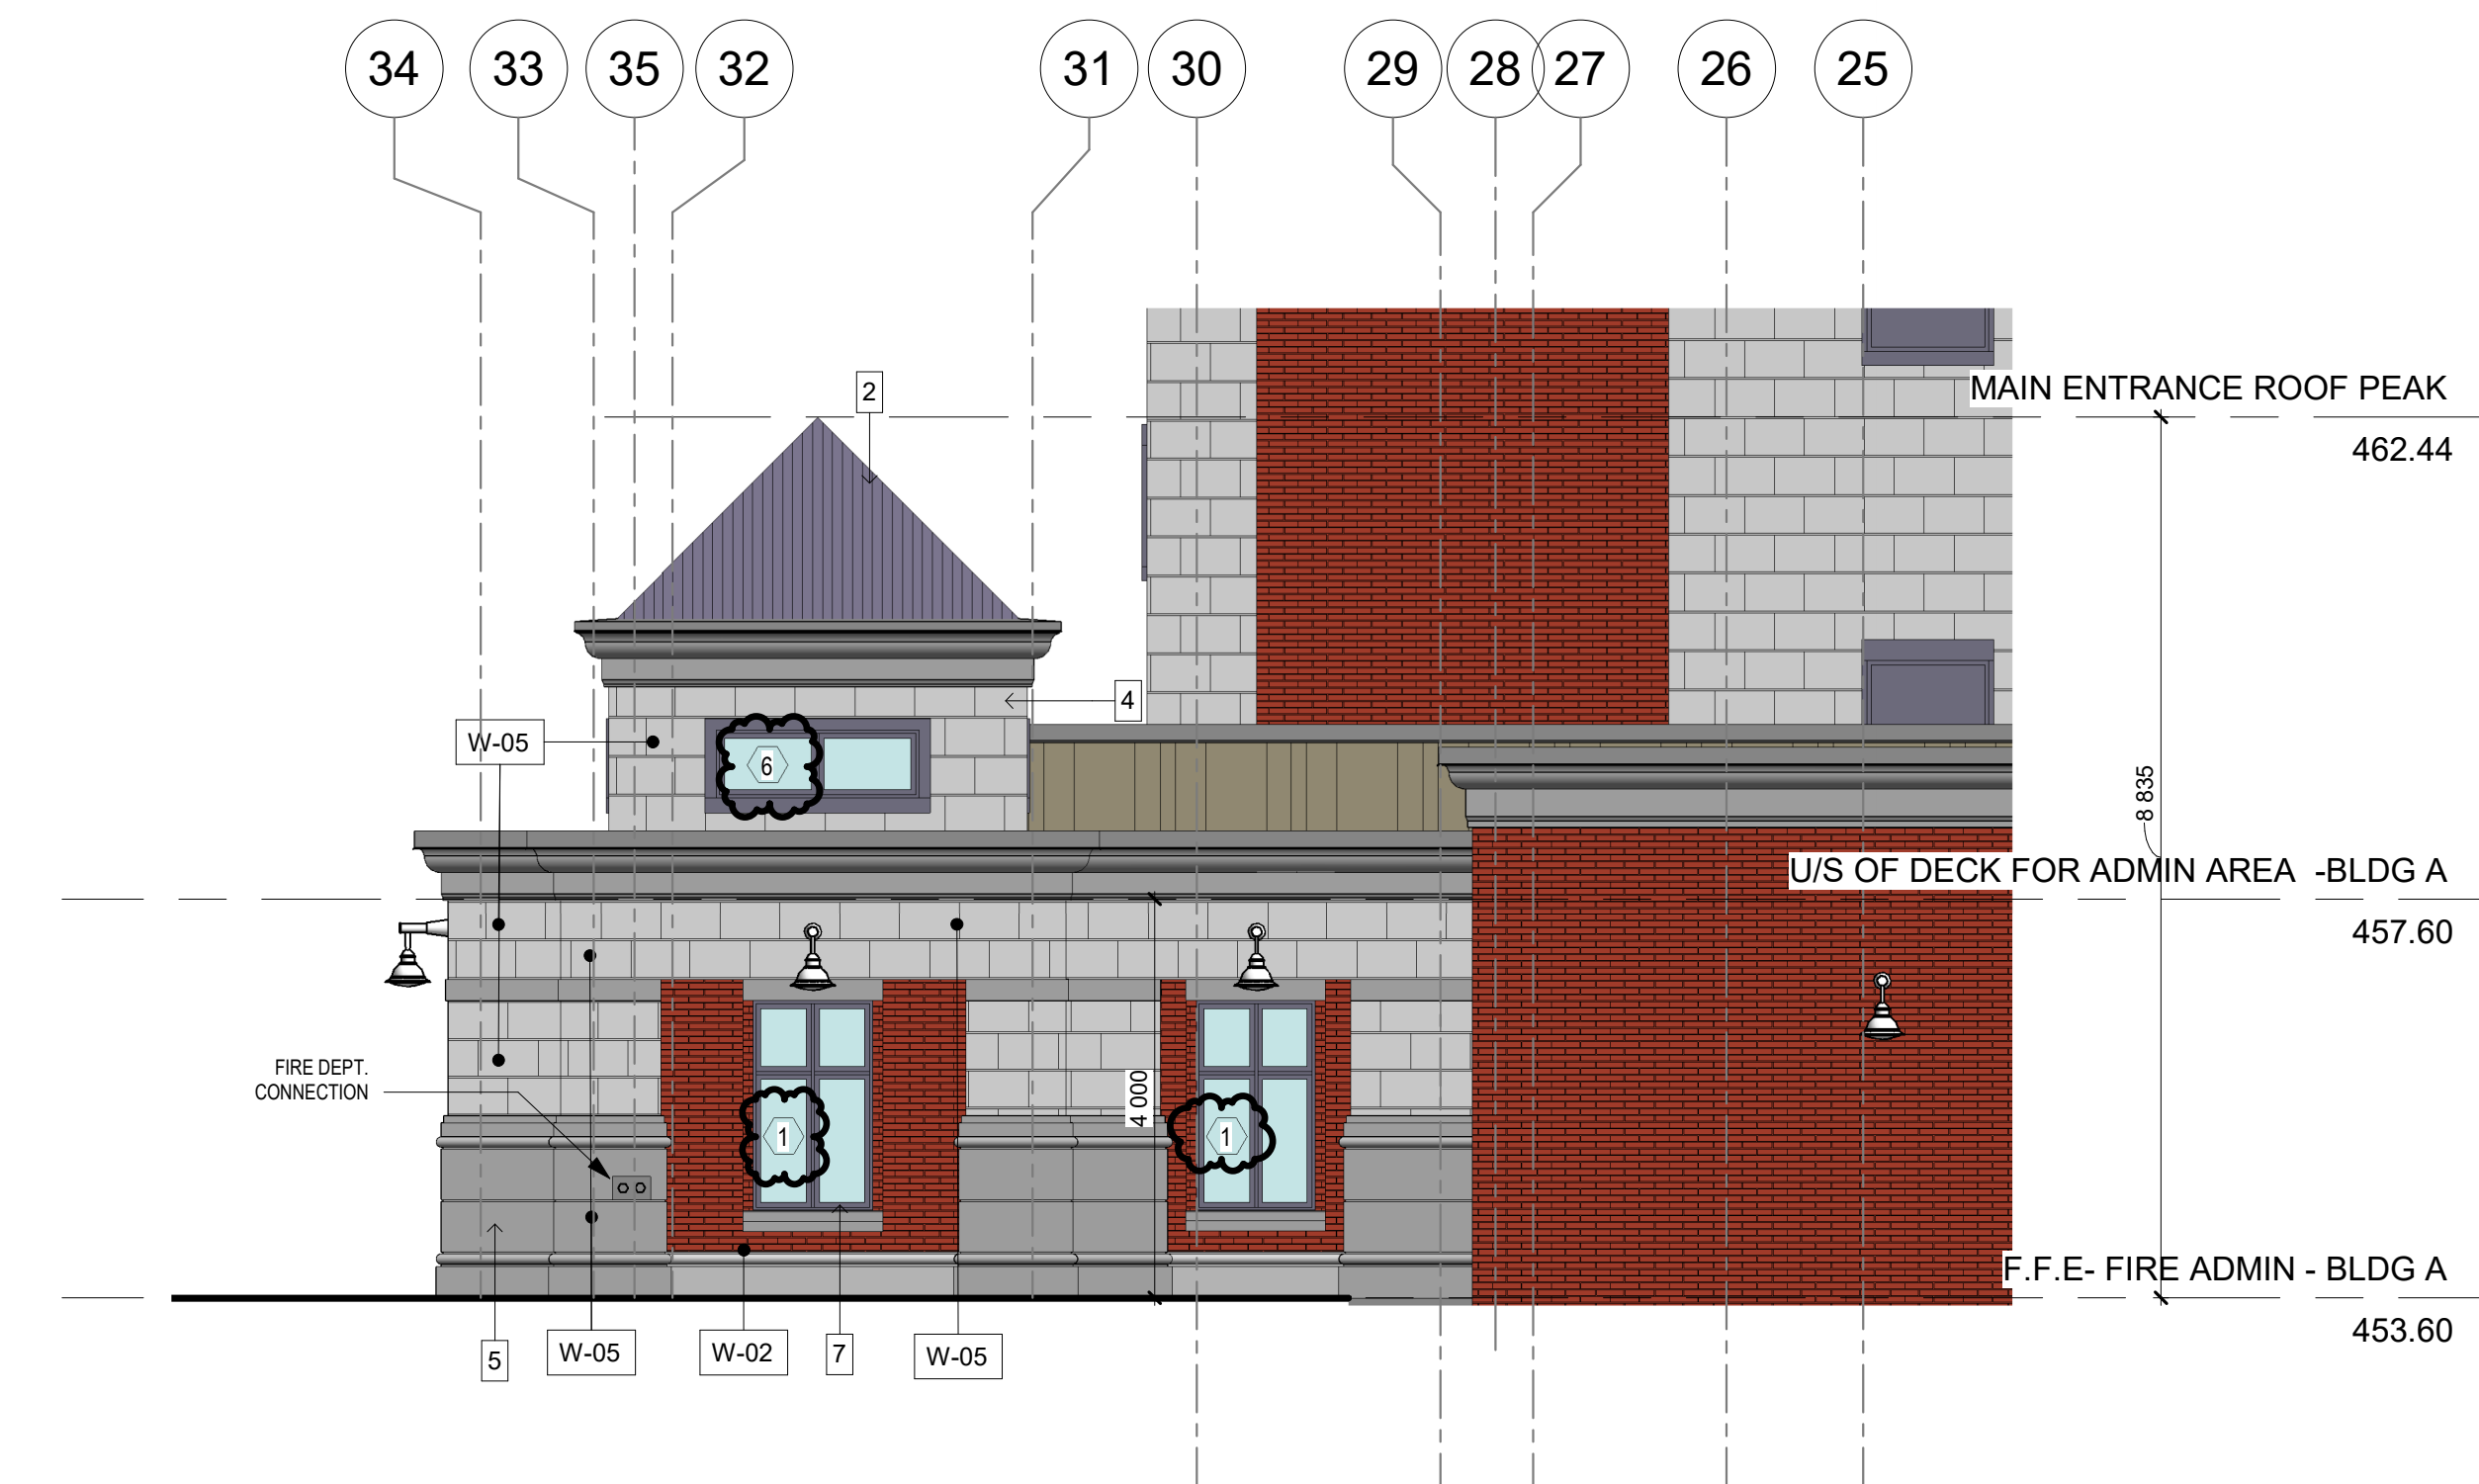 34
33
35
32
31
30
29
28
27
26
25
2
MAIN ENTRANCE ROOF PEAK
462.44
4
W-05
6
8 835
U/S OF DECK FOR ADMIN AREA -BLDG A
457.60
FIRE DEPT.
CONNECTION
4 000
1
1
F.F.E- FIRE ADMIN - BLDG A
453.60
5
W-05
W-02
7
W-05